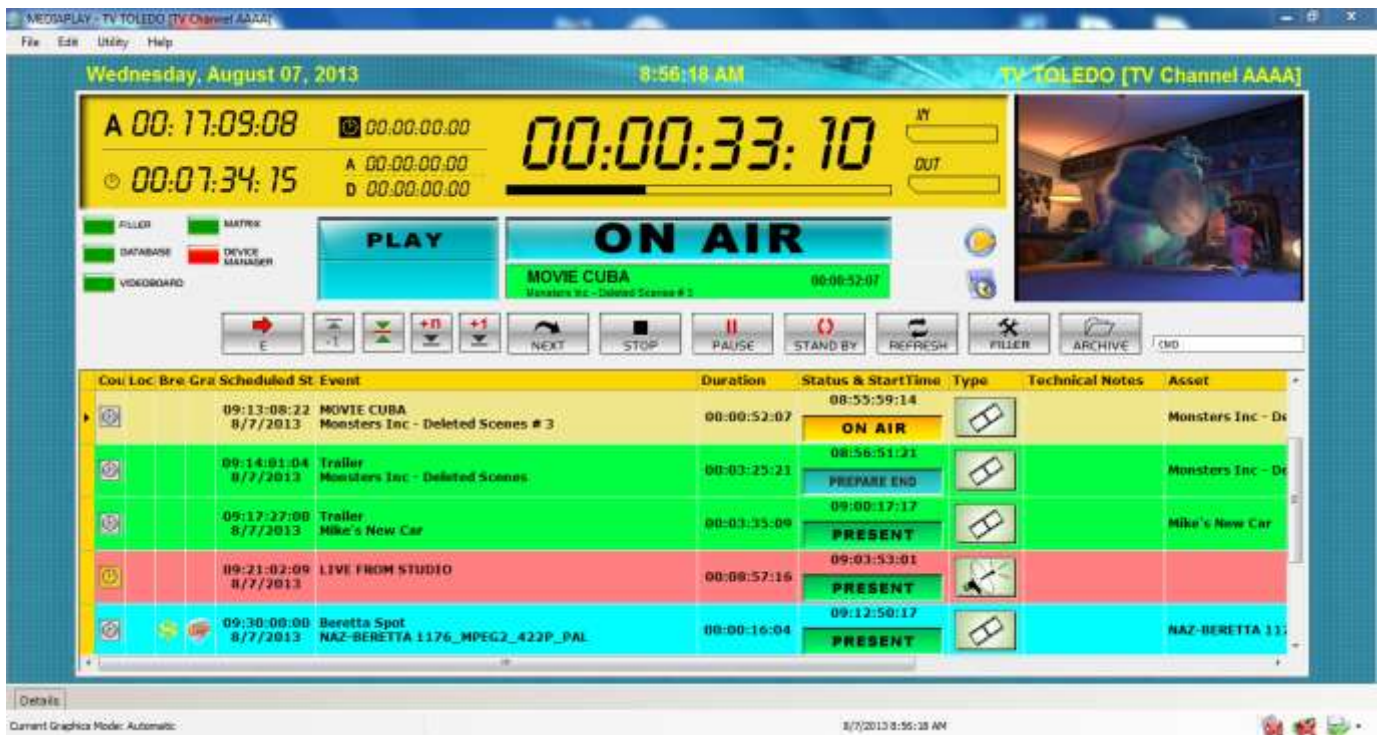 MEDIAPLAY - TV TOLEDO [TV Channel AAAA]
File Edit Utility Help
Wednesday, August 07, 2013 8:56:18 AM TV TOLEDO [TV Channel AAAA]
A 00:17:09:08 00:00:00:00 00:00:33:10 IN
A 00:00:00:00 OUT
00:07:34:15 D 00:00:00:00
FILLER MATRIX
DATABASE DEVICE MANAGER
VIDEOBOARD
PLAY
ON AIR
MOVIE CUBA 00:00:52:07
Monsters Inc - Deleted Scenes # 3
E -1 +n +1 NEXT STOP PAUSE STAND BY REFRESH FILLER ARCHIVE CMD
Cou Loc Bre Gra Scheduled St Event Duration Status & StartTime Type Technical Notes Asset
09:13:08:22 MOVIE CUBA 00:00:52:07 08:55:59:14 Monsters Inc - De
8/7/2013 Monsters Inc - Deleted Scenes # 3 ON AIR
09:14:01:04 Trailer 00:03:25:21 08:56:51:21 Monsters Inc - De
8/7/2013 Monsters Inc - Deleted Scenes PREPARE END
09:17:27:00 Trailer 00:03:35:09 09:00:17:17 Mike's New Car
8/7/2013 Mike's New Car PRESENT
09:21:02:09 LIVE FROM STUDIO 00:08:57:16 09:03:53:01
8/7/2013 PRESENT
09:30:00:00 Beretta Spot 00:00:16:04 09:12:50:17 NAZ-BERETTA 117
8/7/2013 NAZ-BERETTA 1176_MPEG2_422P_PAL PRESENT
Details
Current Graphics Mode: Automatic 8/7/2013 8:56:18 AM